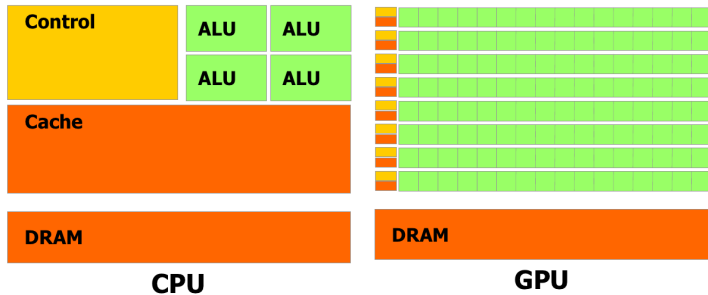 Control
ALU ALU
ALU ALU
Cache
DRAM
CPU
DRAM
GPU